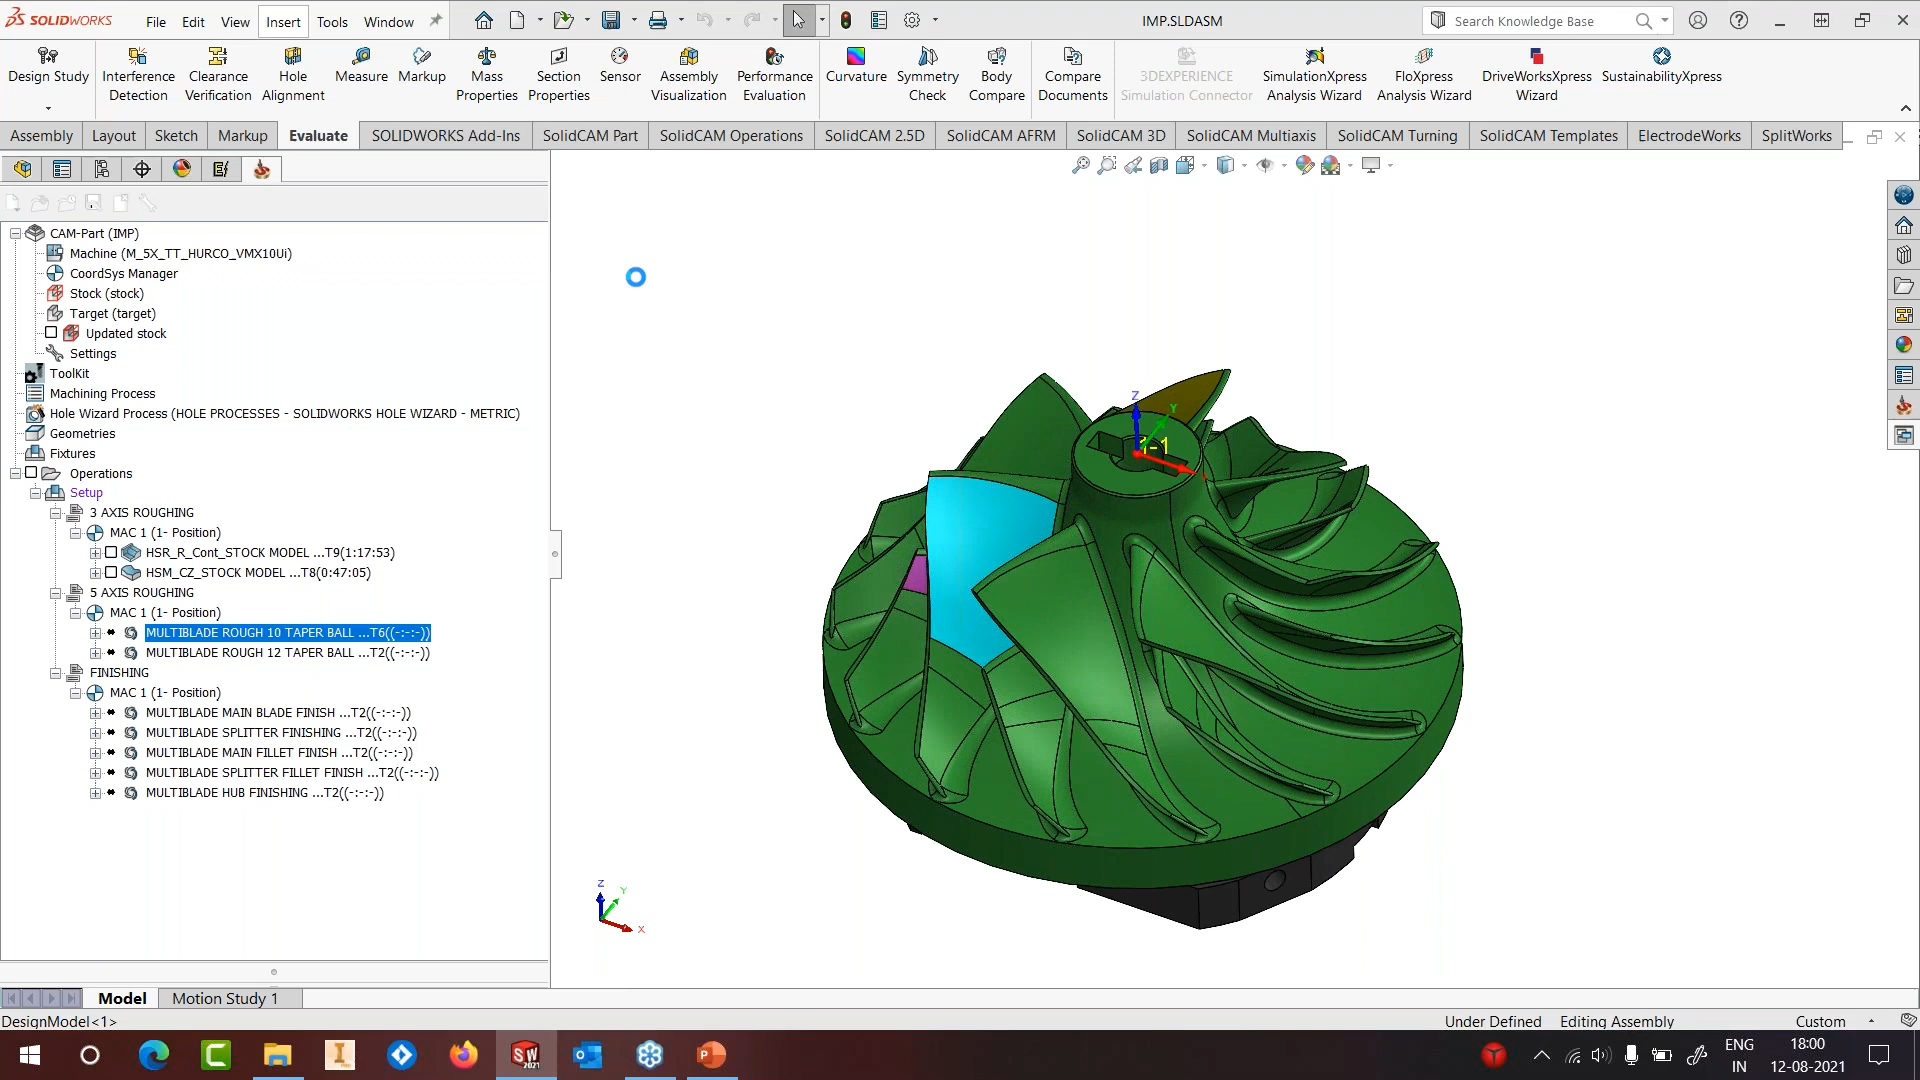 SOLIDWORKS
File Edit View Insert Tools Window
IMP.SLDASM
Search Knowledge Base
Design Study
Interference Detection
Clearance Verification
Hole Alignment
Measure
Markup
Mass Properties
Section Properties
Sensor
Assembly Visualization
Performance Evaluation
Curvature
Symmetry Check
Body Compare
Compare Documents
3DEXPERIENCE Simulation Connector
SimulationXpress Analysis Wizard
FloXpress Analysis Wizard
DriveWorksXpress Wizard
SustainabilityXpress
Assembly Layout Sketch Markup Evaluate SOLIDWORKS Add-Ins SolidCAM Part SolidCAM Operations SolidCAM 2.5D SolidCAM AFRM SolidCAM 3D SolidCAM Multiaxis SolidCAM Turning SolidCAM Templates ElectrodeWorks SplitWorks
CAM-Part (IMP)
Machine (M_5X_TT_HURCO_VMX10Ui)
CoordSys Manager
Stock (stock)
Target (target)
Updated stock
Settings
ToolKit
Machining Process
Hole Wizard Process (HOLE PROCESSES - SOLIDWORKS HOLE WIZARD - METRIC)
Geometries
Fixtures
Operations
Setup
3 AXIS ROUGHING
MAC 1 (1- Position)
HSR_R_Cont_STOCK MODEL ...T9(1:17:53)
HSM_CZ_STOCK MODEL ...T8(0:47:05)
5 AXIS ROUGHING
MAC 1 (1- Position)
MULTIBLADE ROUGH 10 TAPER BALL ...T6((-:-:-))
MULTIBLADE ROUGH 12 TAPER BALL ...T2((-:-:-))
FINISHING
MAC 1 (1- Position)
MULTIBLADE MAIN BLADE FINISH ...T2((-:-:-))
MULTIBLADE SPLITTER FINISHING ...T2((-:-:-))
MULTIBLADE MAIN FILLET FINISH ...T2((-:-:-))
MULTIBLADE SPLITTER FILLET FINISH ...T2((-:-:-))
MULTIBLADE HUB FINISHING ...T2((-:-:-))
Z
Y
1-1
Z
Y
X
Model Motion Study 1
DesignModel<1>
Under Defined Editing Assembly Custom
SW 2021
ENG
IN
18:00
12-08-2021